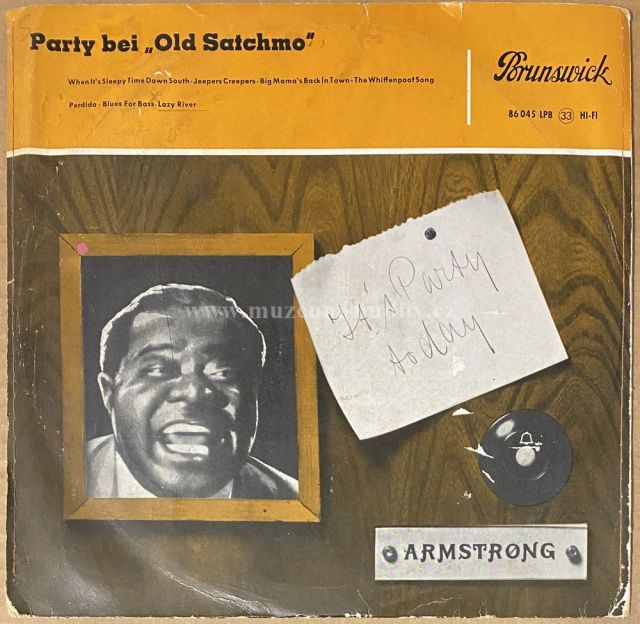 Party bei „Old Satchmo"
When It's Sleepy Time Down South · Jeepers Creepers · Big Mama's Back In Town · The Whiffenpoof Song
Perdido · Blues For Bass · Lazy River
Brunswick
86 045 LPB 33 HI-FI
It's Party
today
ARMSTRONG